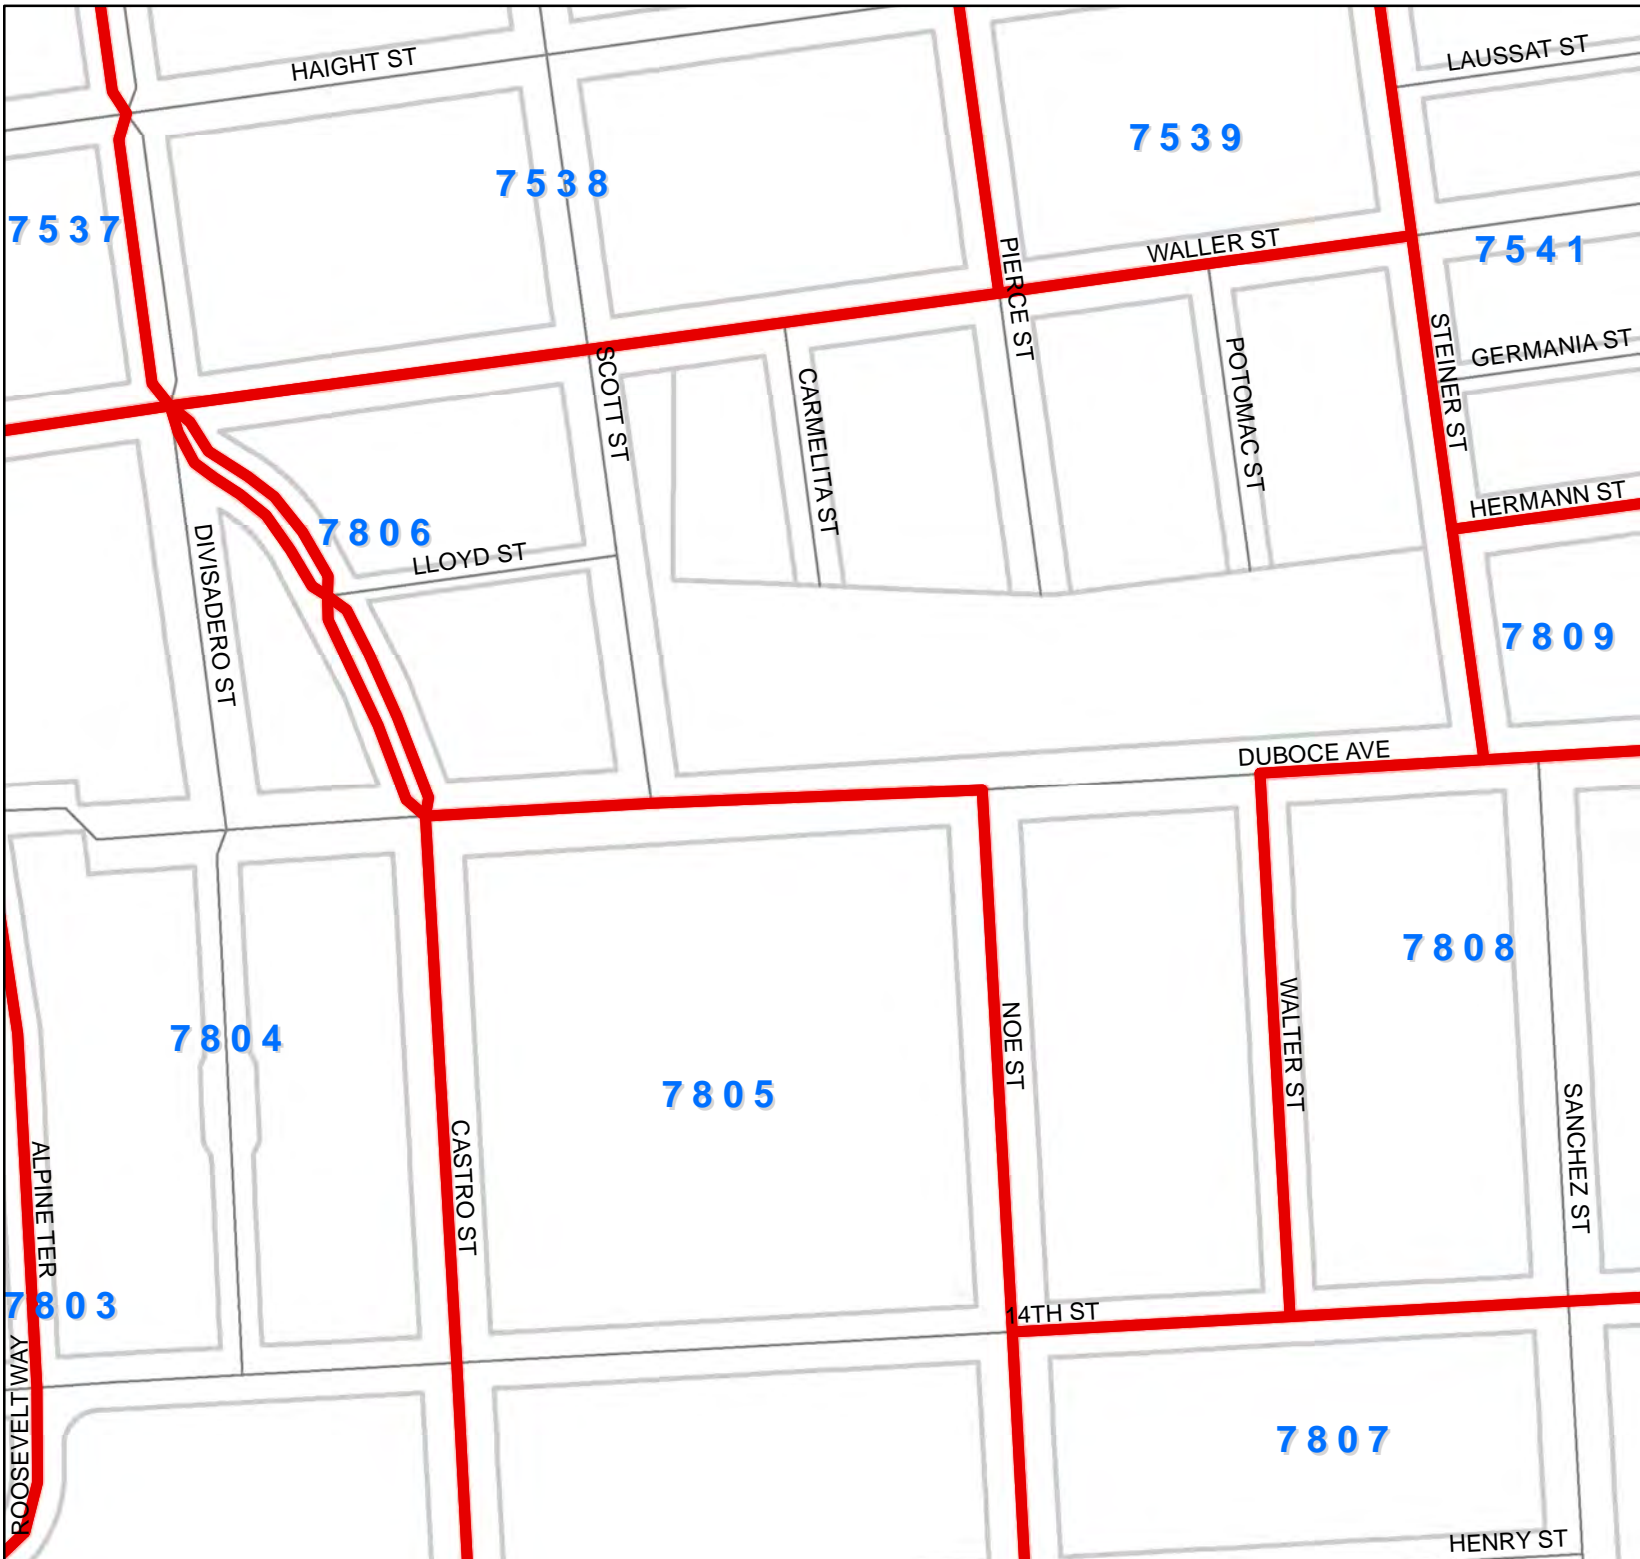 HAIGHT ST
LAUSSAT ST
7539
7538
7537
WALLER ST
7541
PIERCE ST
STEINER ST
GERMANIA ST
SCOTT ST
CARMELITA ST
POTOMAC ST
HERMANN ST
7806
LLOYD ST
DIVISADERO ST
7809
DUBOCE AVE
7808
WALTER ST
NOE ST
7804
7805
SANCHEZ ST
CASTRO ST
ALPINE TER
7803
14TH ST
ROOSEVELT WAY
7807
HENRY ST